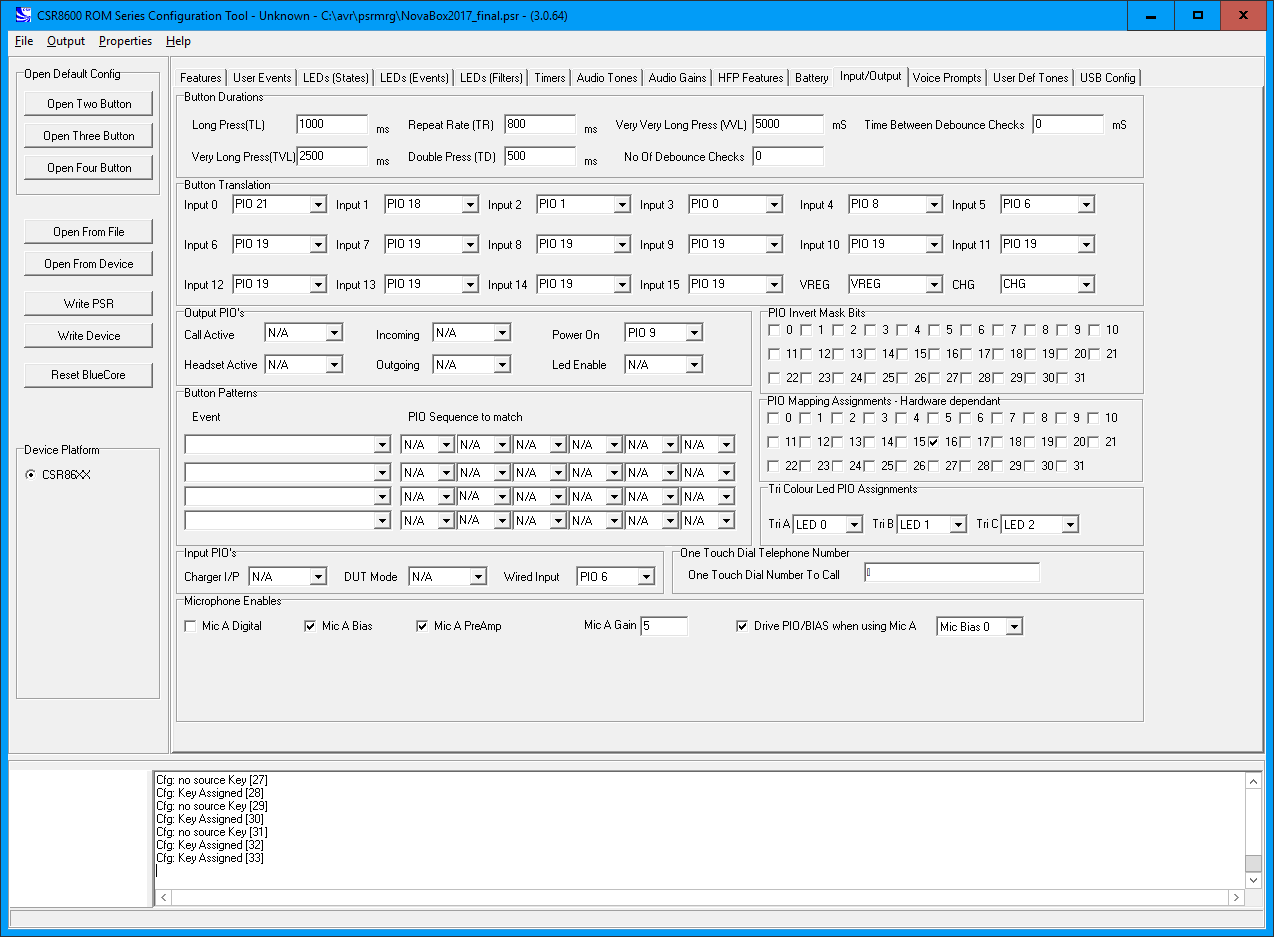 CSR8600 ROM Series Configuration Tool - Unknown - C:\avr\psrmrg\NovaBox2017_final.psr - (3.0.64)
File Output Properties Help
Open Default Config
Open Two Button
Open Three Button
Open Four Button
Open From File
Open From Device
Write PSR
Write Device
Reset BlueCore
Device Platform
CSR86XX
Features User Events LEDs (States) LEDs (Events) LEDs (Filters) Timers Audio Tones Audio Gains HFP Features Battery Input/Output Voice Prompts User Def Tones USB Config
Button Durations
Long Press(TL) 1000 ms Repeat Rate (TR) 800 ms Very Very Long Press (VVL) 5000 mS Time Between Debounce Checks 0 mS
Very Long Press(TVL) 2500 ms Double Press (TD) 500 ms No Of Debounce Checks 0
Button Translation
Input 0 PIO 21 Input 1 PIO 18 Input 2 PIO 1 Input 3 PIO 0 Input 4 PIO 8 Input 5 PIO 6
Input 6 PIO 19 Input 7 PIO 19 Input 8 PIO 19 Input 9 PIO 19 Input 10 PIO 19 Input 11 PIO 19
Input 12 PIO 19 Input 13 PIO 19 Input 14 PIO 19 Input 15 PIO 19 VREG VREG CHG CHG
Output PIO's
Call Active N/A Incoming N/A Power On PIO 9
Headset Active N/A Outgoing N/A Led Enable N/A
PIO Invert Mask Bits
0 1 2 3 4 5 6 7 8 9 10
11 12 13 14 15 16 17 18 19 20 21
22 23 24 25 26 27 28 29 30 31
Button Patterns
Event PIO Sequence to match
N/A N/A N/A N/A N/A N/A
N/A N/A N/A N/A N/A N/A
N/A N/A N/A N/A N/A N/A
N/A N/A N/A N/A N/A N/A
PIO Mapping Assignments - Hardware dependant
0 1 2 3 4 5 6 7 8 9 10
11 12 13 14 15 16 17 18 19 20 21
22 23 24 25 26 27 28 29 30 31
Tri Colour Led PIO Assignments
Tri A LED 0 Tri B LED 1 Tri C LED 2
Input PIO's
Charger I/P N/A DUT Mode N/A Wired Input PIO 6
One Touch Dial Telephone Number
One Touch Dial Number To Call
Microphone Enables
Mic A Digital Mic A Bias Mic A PreAmp Mic A Gain 5 Drive PIO/BIAS when using Mic A Mic Bias 0
Cfg: no source Key [27]
Cfg: Key Assigned [28]
Cfg: no source Key [29]
Cfg: Key Assigned [30]
Cfg: no source Key [31]
Cfg: Key Assigned [32]
Cfg: Key Assigned [33]